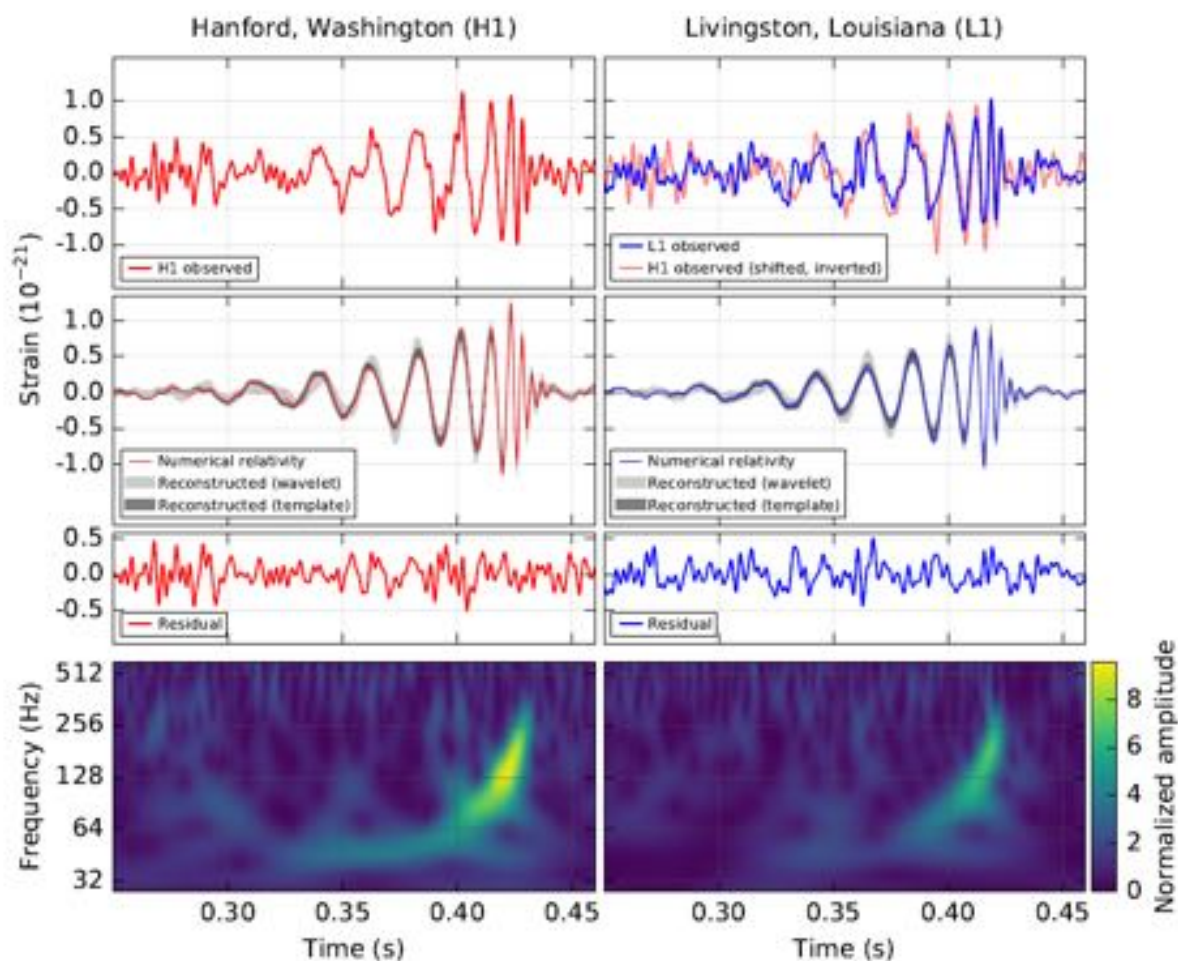 Hanford, Washington (H1)
Livingston, Louisiana (L1)
Strain (10⁻²¹)
1.0
0.5
0.0
-0.5
-1.0
H1 observed
L1 observed
H1 observed (shifted, inverted)
1.0
0.5
0.0
-0.5
-1.0
Numerical relativity
Reconstructed (wavelet)
Reconstructed (template)
Numerical relativity
Reconstructed (wavelet)
Reconstructed (template)
0.5
0.0
-0.5
Residual
Residual
Frequency (Hz)
512
256
128
64
32
0.30 0.35 0.40 0.45
Time (s)
0.30 0.35 0.40 0.45
Time (s)
8
6
4
2
0
Normalized amplitude